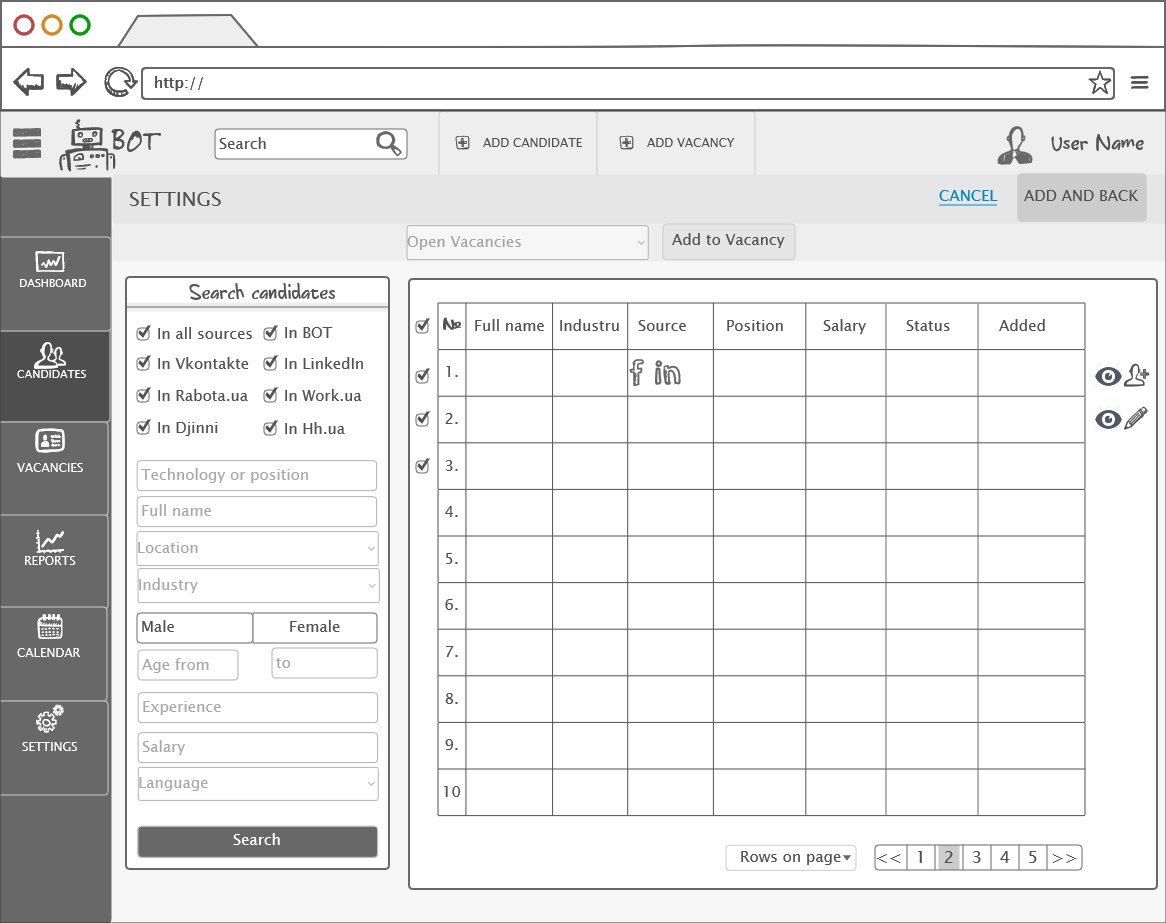 http://
BOT
Search
ADD CANDIDATE
ADD VACANCY
User Name
SETTINGS
CANCEL
ADD AND BACK
Open Vacancies
Add to Vacancy
DASHBOARD
CANDIDATES
VACANCIES
REPORTS
CALENDAR
SETTINGS
Search candidates
In all sources
In BOT
In Vkontakte
In LinkedIn
In Rabota.ua
In Work.ua
In Djinni
In Hh.ua
Technology or position
Full name
Location
Industry
Male
Female
Age from
to
Experience
Salary
Language
Search
№ Full name Industru Source Position Salary Status Added
1. f in
2.
3.
4.
5.
6.
7.
8.
9.
10
Rows on page
<< 1 2 3 4 5 >>